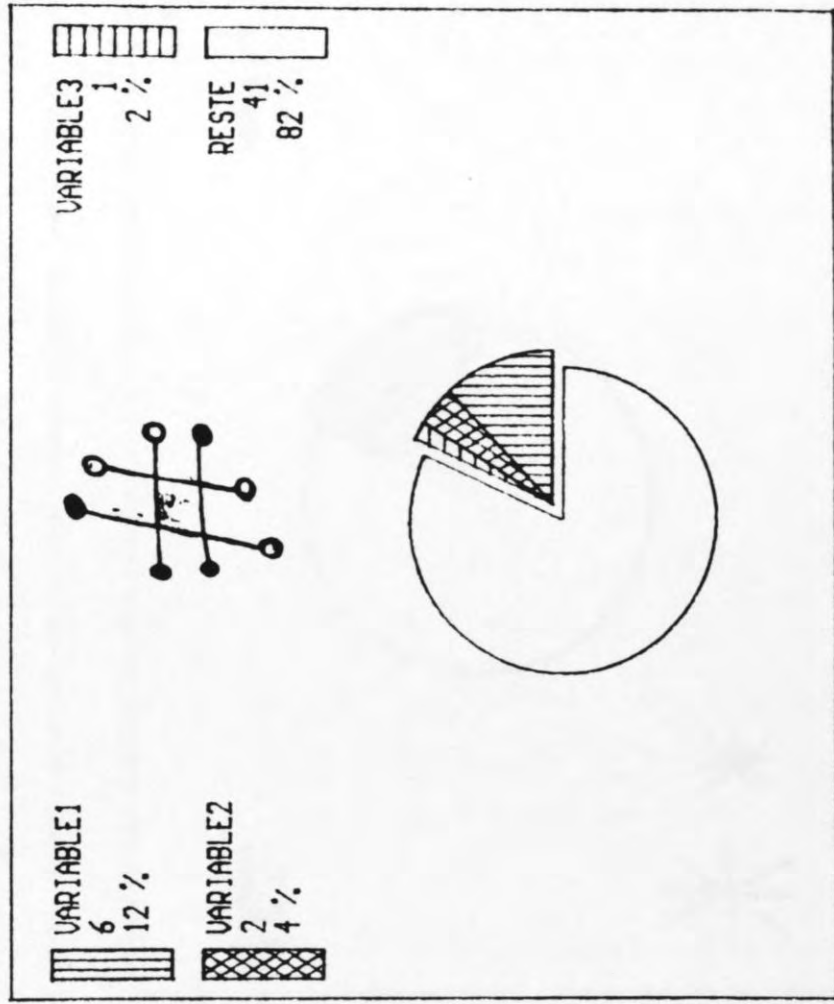 VARIABLE1
6
12 %
VARIABLE2
2
4 %
VARIABLE3
1
2 %
RESTE
41
82 %